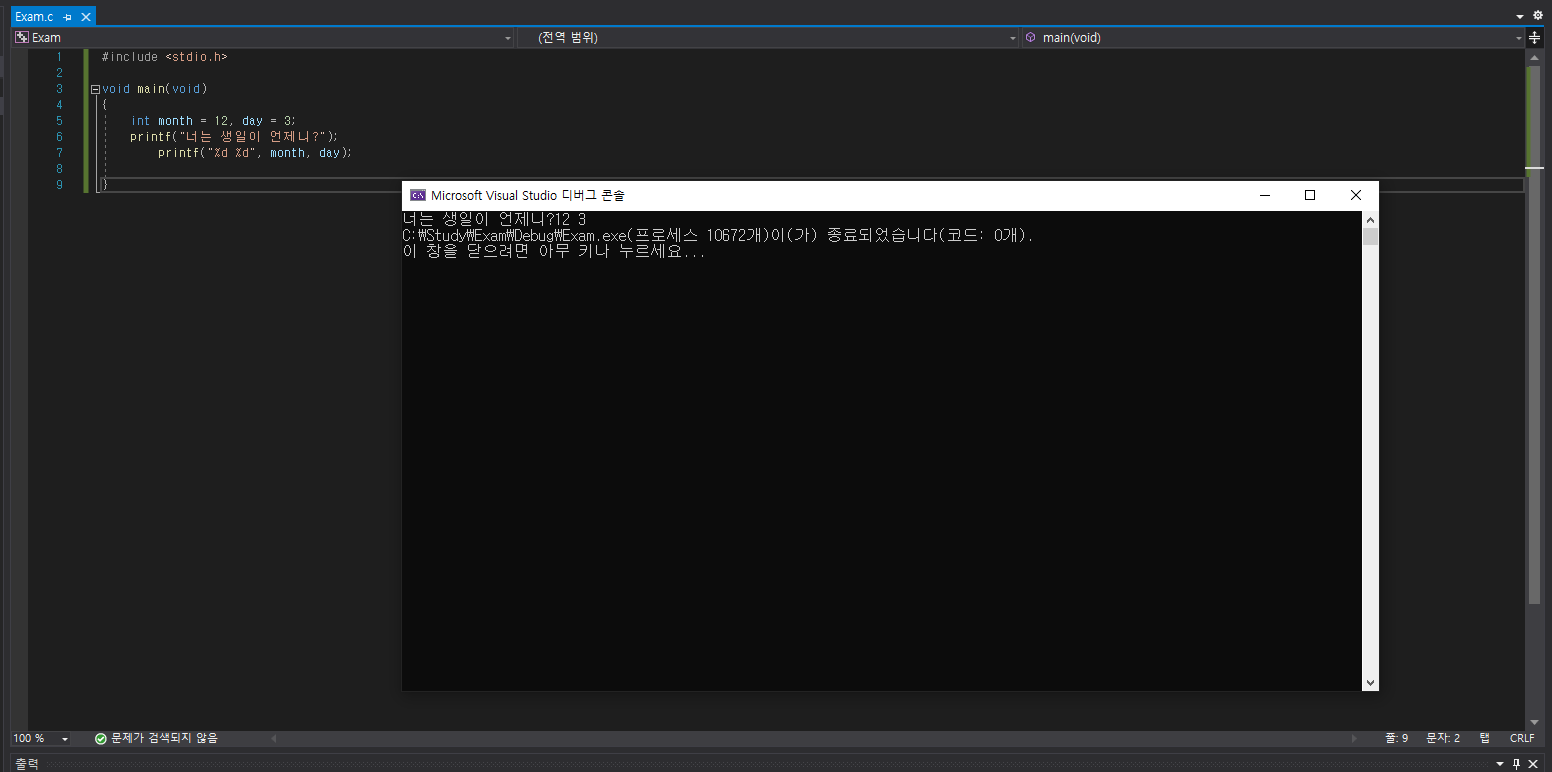 Exam.c
Exam (전역 범위) main(void)
1 #include <stdio.h>
2
3 void main(void)
4 {
5 int month = 12, day = 3;
6 printf("너는 생일이 언제니?");
7 printf("%d %d", month, day);
8
9 }
Microsoft Visual Studio 디버그 콘솔
너는 생일이 언제니?12 3
C:₩Study₩Exam₩Debug₩Exam.exe(프로세스 10672개)이(가) 종료되었습니다(코드: 0개).
이 창을 닫으려면 아무 키나 누르세요...
100 % 문제가 검색되지 않음 줄: 9 문자: 2 탭 CRLF
출력